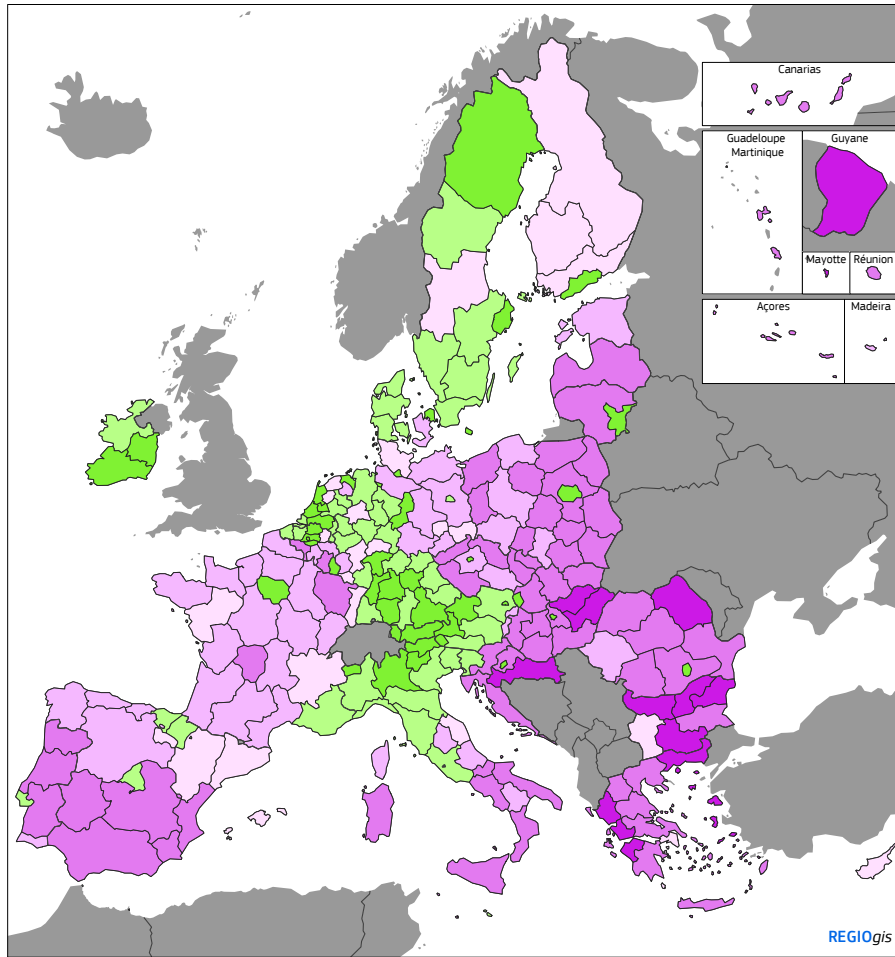 Canarias
Guadeloupe
Martinique
Guyane
Mayotte
Réunion
Açores
Madeira
REGIOgis